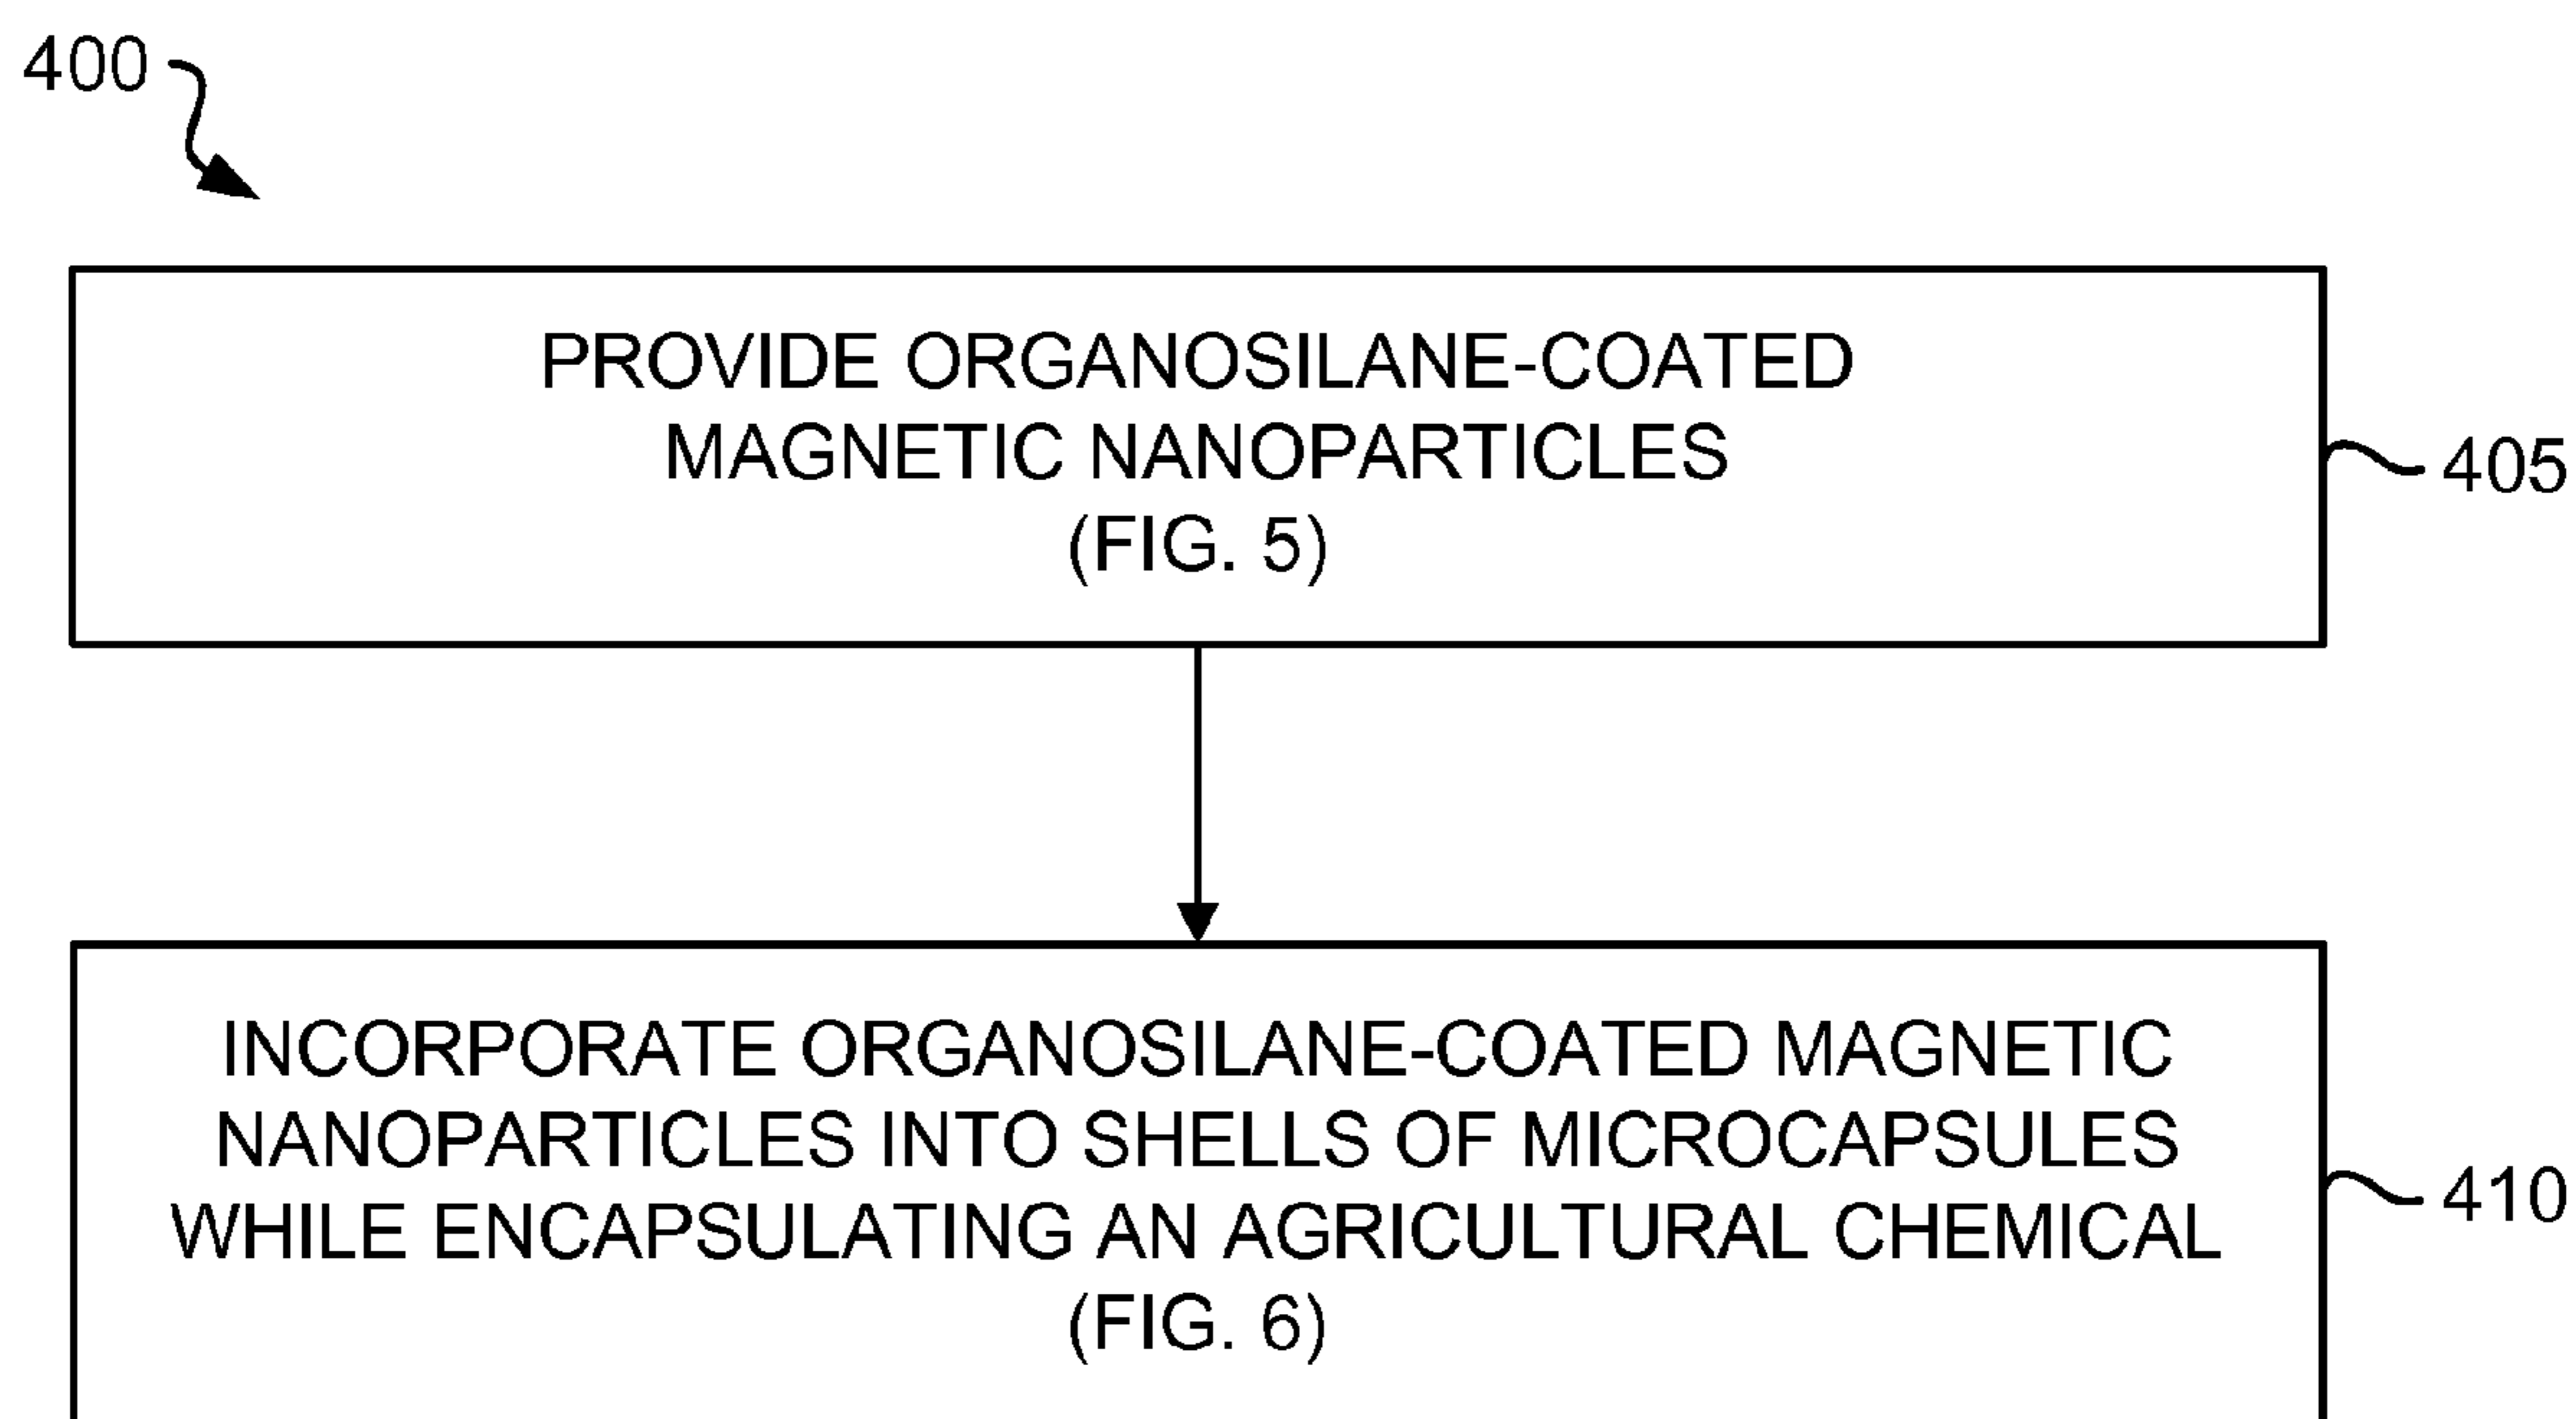 400
PROVIDE ORGANOSILANE-COATED
MAGNETIC NANOPARTICLES
(FIG. 5)
405
INCORPORATE ORGANOSILANE-COATED MAGNETIC
NANOPARTICLES INTO SHELLS OF MICROCAPSULES
WHILE ENCAPSULATING AN AGRICULTURAL CHEMICAL
(FIG. 6)
410